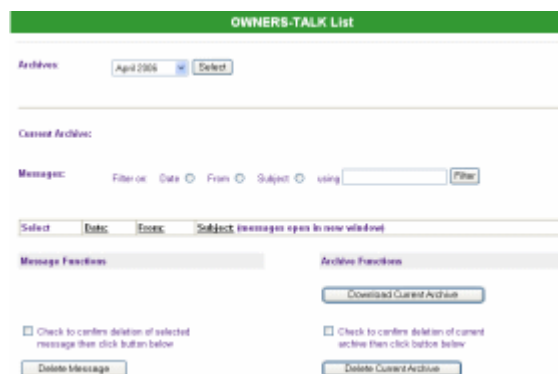 OWNERS-TALK List
Archives: April 2006 Select
Current Archive:
Messages: Filter on: Date From Subject using Filter
Select Date: From: Subject: (messages open in new window)
Message Functions Archive Functions
Download Current Archive
Check to confirm deletion of selected Check to confirm deletion of current
message then click button below archive then click button below
Delete Message Delete Current Archive